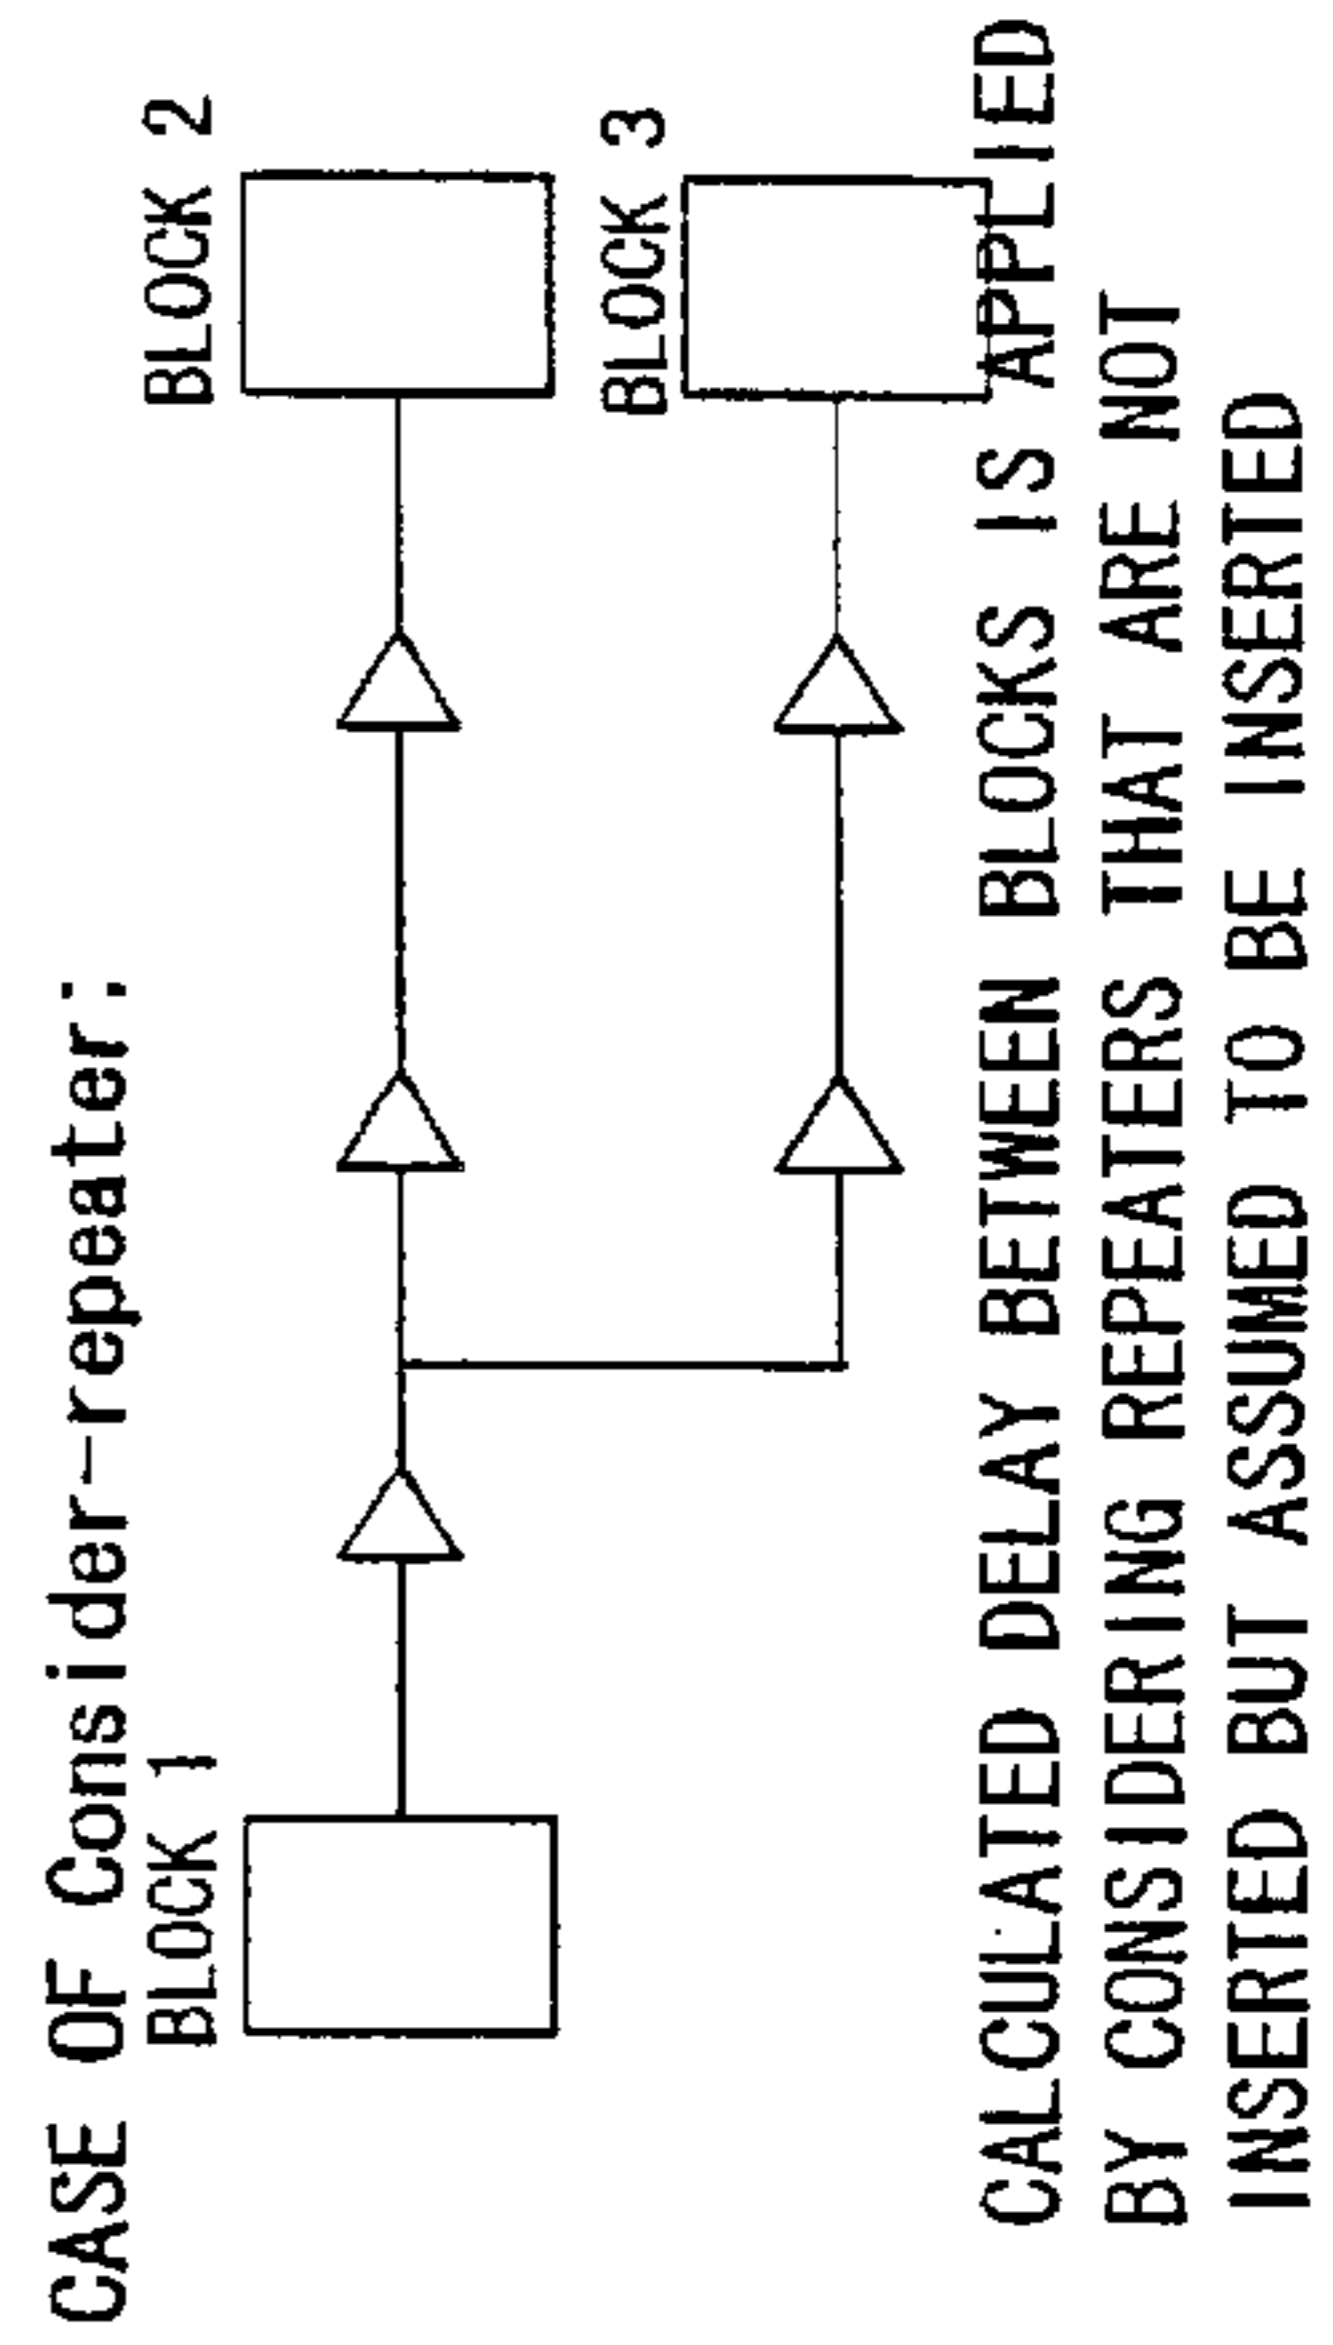 CASE OF Consider-repeater:
BLOCK 1
BLOCK 2
BLOCK 3
CALCULATED DELAY BETWEEN BLOCKS IS APPLIED
BY CONSIDERING REPEATERS THAT ARE NOT
INSERTED BUT ASSUMED TO BE INSERTED